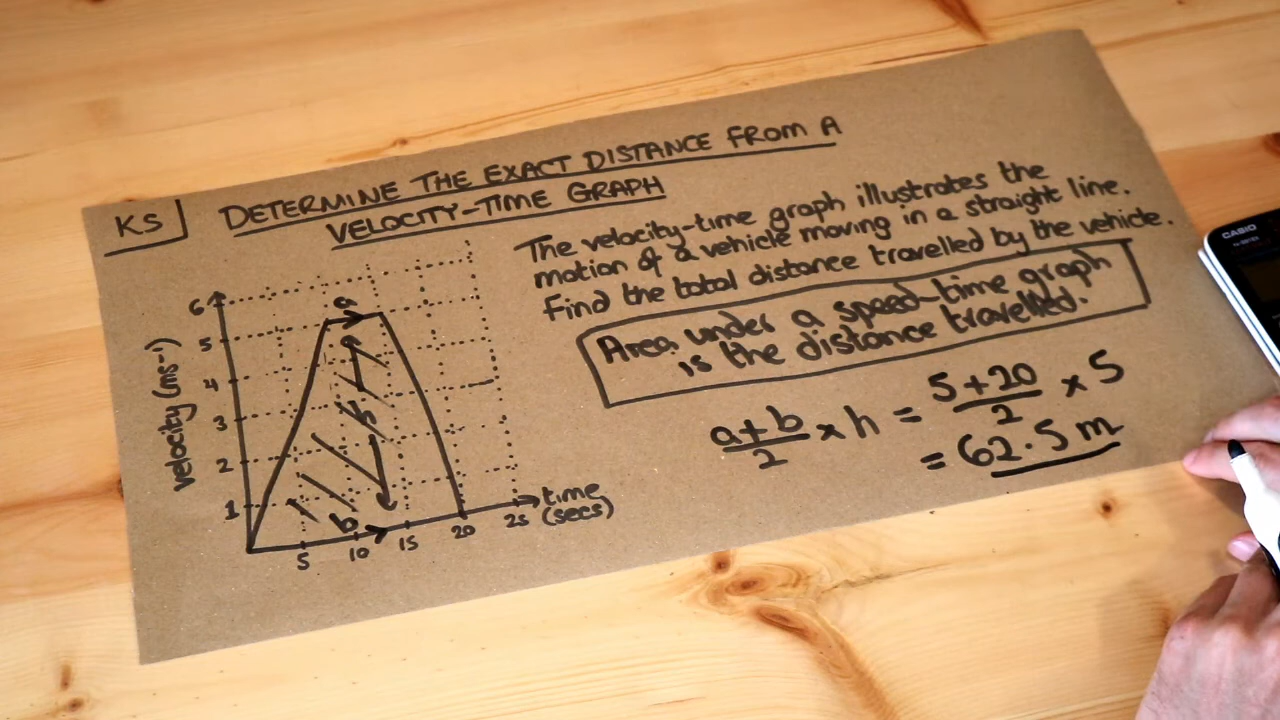 KS
DETERMINE THE EXACT DISTANCE FROM A
VELOCITY-TIME GRAPH
The velocity-time graph illustrates the
motion of a vehicle moving in a straight line.
Find the total distance travelled by the vehicle.
Area under a speed-time graph
is the distance travelled.
a+b/2 × h = 5+20/2 × 5
= 62.5 m
velocity (ms⁻¹)
6
5
4
3
2
1
a
h
b
5 10 15 20 25
time
(secs)
CASIO